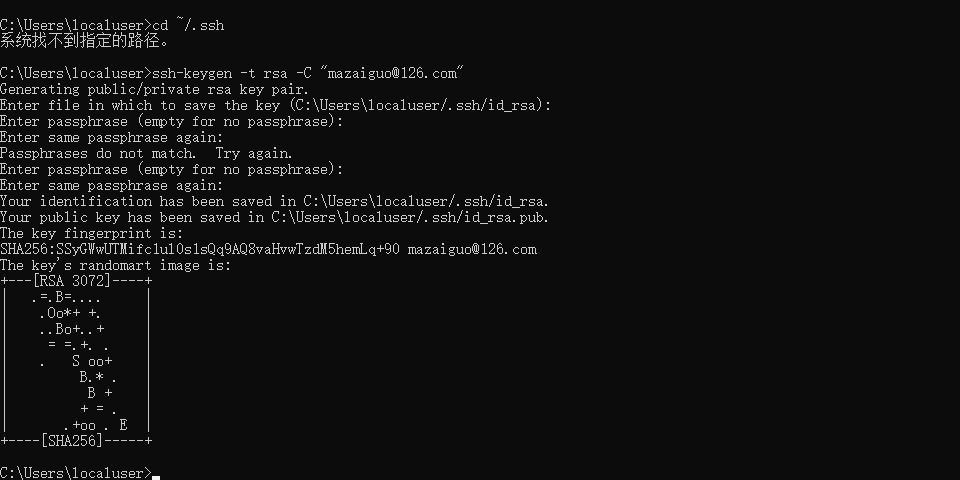 C:\Users\localuser>cd ~/.ssh
系统找不到指定的路径。
C:\Users\localuser>ssh-keygen -t rsa -C "mazaiguo@126.com"
Generating public/private rsa key pair.
Enter file in which to save the key (C:\Users\localuser/.ssh/id_rsa):
Enter passphrase (empty for no passphrase):
Enter same passphrase again:
Passphrases do not match.  Try again.
Enter passphrase (empty for no passphrase):
Enter same passphrase again:
Your identification has been saved in C:\Users\localuser/.ssh/id_rsa.
Your public key has been saved in C:\Users\localuser/.ssh/id_rsa.pub.
The key fingerprint is:
SHA256:SSyGWwUTMifc1ul0s1sQq9AQ8vaHvwTzdM5hemLq+90 mazaiguo@126.com
The key's randomart image is:
+---[RSA 3072]----+
|   .=.B=....     |
|    .Oo*+ +.     |
|    ..Bo+..+     |
|     = =.+. .    |
|    .   S oo+    |
|         B.* .   |
|          B +    |
|         + = .   |
|       .+oo . E  |
+----[SHA256]-----+
C:\Users\localuser>